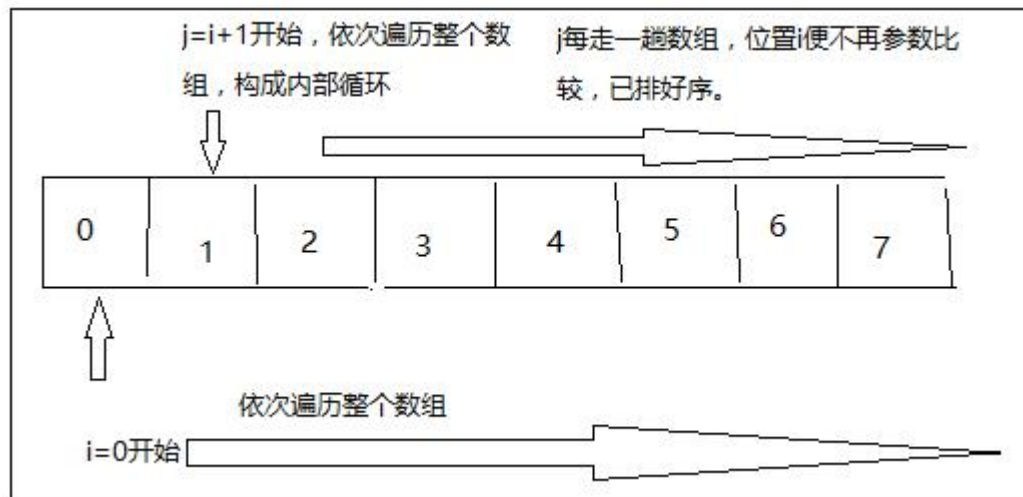 j=i+1开始，依次遍历整个数
组，构成内部循环
j每走一趟数组，位置i便不再参数比
较，已排好序。
0
1
2
3
4
5
6
7
依次遍历整个数组
i=0开始